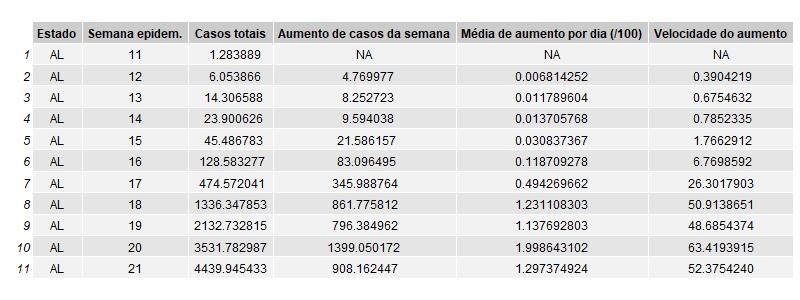 Estado Semana epidem. Casos totais Aumento de casos da semana Média de aumento por dia (/100) Velocidade do aumento
1 AL 11 1.283889 NA NA NA
2 AL 12 6.053866 4.769977 0.006814252 0.3904219
3 AL 13 14.306588 8.252723 0.011789604 0.6754632
4 AL 14 23.900626 9.594038 0.013705768 0.7852335
5 AL 15 45.486783 21.586157 0.030837367 1.7662912
6 AL 16 128.583277 83.096495 0.118709278 6.7698592
7 AL 17 474.572041 345.988764 0.494269662 26.3017903
8 AL 18 1336.347853 861.775812 1.231108303 50.9138651
9 AL 19 2132.732815 796.384962 1.137692803 48.6854374
10 AL 20 3531.782987 1399.050172 1.998643102 63.4193915
11 AL 21 4439.945433 908.162447 1.297374924 52.3754240